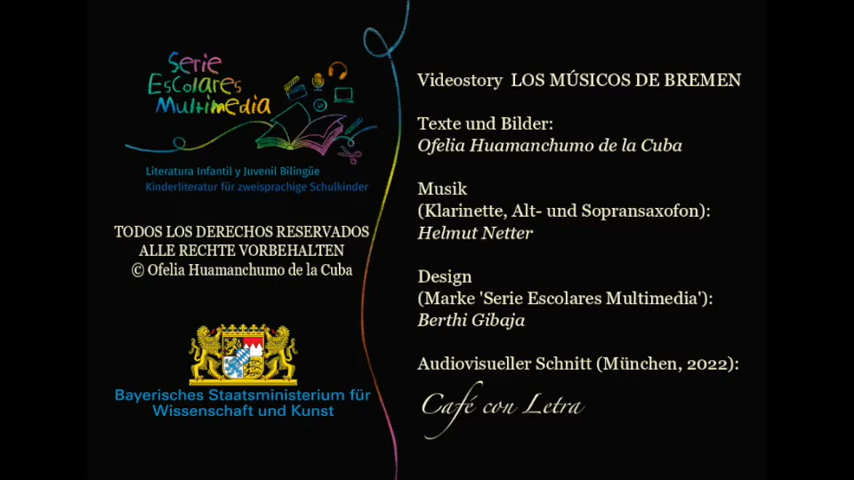 Serie
EsColares
Multimedia
Literatura Infantil y Juvenil Bilingüe
Kinderliteratur für zweisprachige Schulkinder
TODOS LOS DERECHOS RESERVADOS
ALLE RECHTE VORBEHALTEN
© Ofelia Huamanchumo de la Cuba
Bayerisches Staatsministerium für
Wissenschaft und Kunst
Videostory LOS MÚSICOS DE BREMEN
Texte und Bilder:
Ofelia Huamanchumo de la Cuba
Musik
(Klarinette, Alt- und Sopransaxofon):
Helmut Netter
Design
(Marke 'Serie Escolares Multimedia'):
Berthi Gibaja
Audiovisueller Schnitt (München, 2022):
Café con Letra